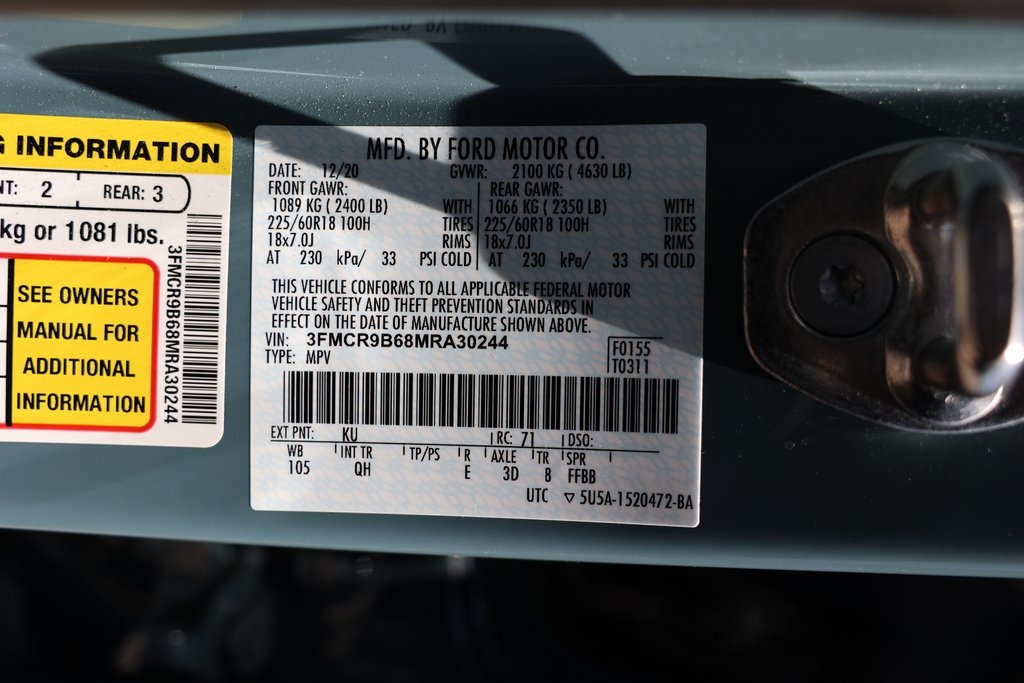 G INFORMATION
NT: 2 REAR: 3
kg or 1081 lbs.
SEE OWNERS
MANUAL FOR
ADDITIONAL
INFORMATION
3FMCR9B68MRA30244
MFD. BY FORD MOTOR CO.
DATE: 12/20 GVWR: 2100 KG ( 4630 LB)
FRONT GAWR: REAR GAWR:
1089 KG ( 2400 LB) WITH 1066 KG ( 2350 LB) WITH
225/60R18 100H TIRES 225/60R18 100H TIRES
18x7.0J RIMS 18x7.0J RIMS
AT 230 kPa/ 33 PSI COLD AT 230 kPa/ 33 PSI COLD
THIS VEHICLE CONFORMS TO ALL APPLICABLE FEDERAL MOTOR
VEHICLE SAFETY AND THEFT PREVENTION STANDARDS IN
EFFECT ON THE DATE OF MANUFACTURE SHOWN ABOVE.
VIN: 3FMCR9B68MRA30244 F0155
TYPE: MPV T0311
EXT PNT: KU RC: 71 DSO:
WB INT TR TP/PS R AXLE TR SPR
105 QH E 3D 8 FFBB
UTC ▽ 5U5A-1520472-BA